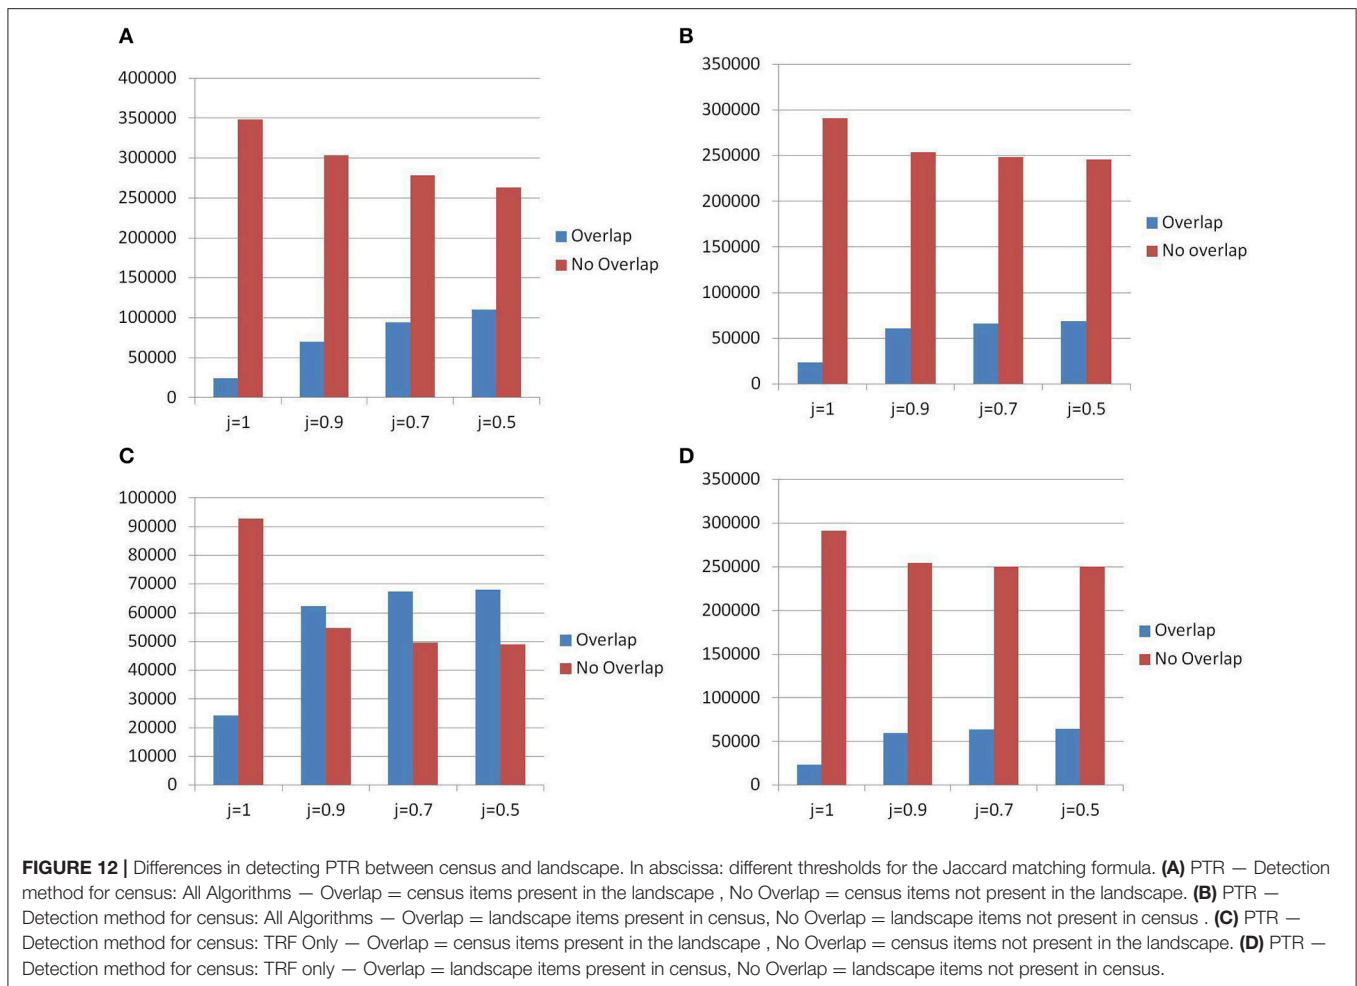 A
400000
350000
300000
250000
200000
150000
100000
50000
0
j=1 j=0.9 j=0.7 j=0.5
Overlap
No Overlap
B
350000
300000
250000
200000
150000
100000
50000
0
j=1 j=0.9 j=0.7 j=0.5
Overlap
No overlap
C
100000
90000
80000
70000
60000
50000
40000
30000
20000
10000
0
j=1 j=0.9 j=0.7 j=0.5
Overlap
No Overlap
D
350000
300000
250000
200000
150000
100000
50000
0
j=1 j=0.9 j=0.7 j=0.5
Overlap
No Overlap
FIGURE 12 | Differences in detecting PTR between census and landscape. In abscissa: different thresholds for the Jaccard matching formula. (A) PTR — Detection
method for census: All Algorithms — Overlap = census items present in the landscape , No Overlap = census items not present in the landscape. (B) PTR —
Detection method for census: All Algorithms — Overlap = landscape items present in census, No Overlap = landscape items not present in census . (C) PTR —
Detection method for census: TRF Only — Overlap = census items present in the landscape , No Overlap = census items not present in the landscape. (D) PTR —
Detection method for census: TRF only — Overlap = landscape items present in census, No Overlap = landscape items not present in census.